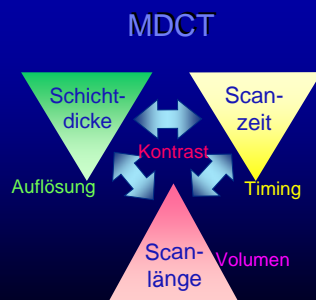 MDCT
Schicht-
dicke
Scan-
zeit
Kontrast
Auflösung
Timing
Scan-
länge
Volumen